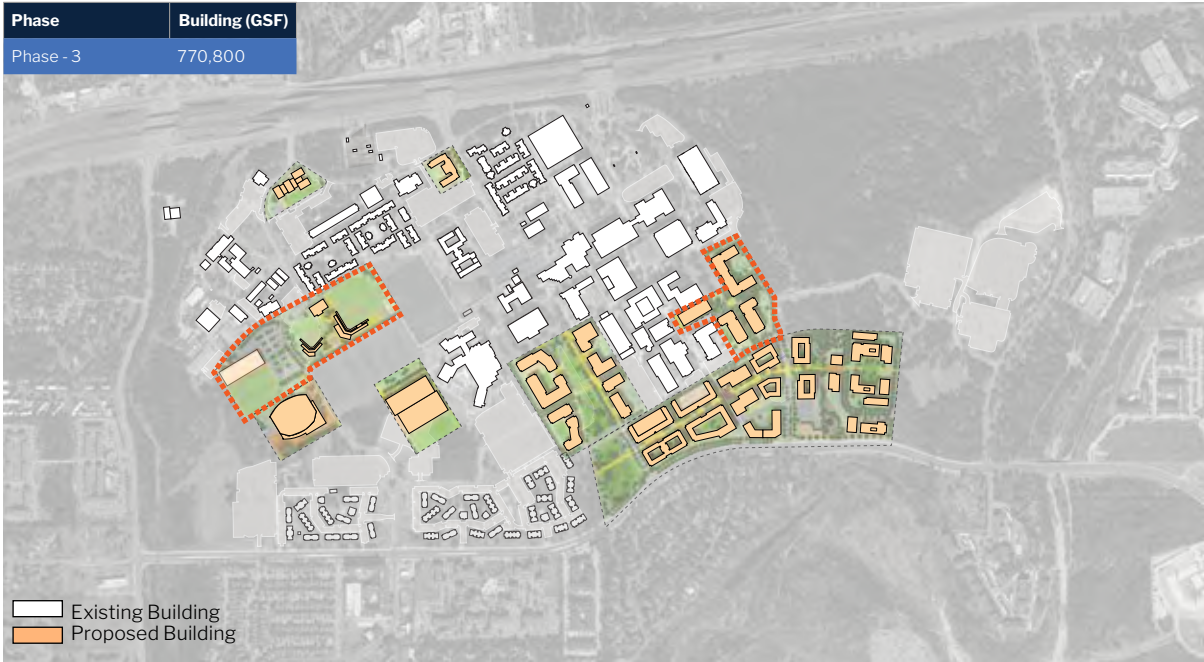 Phase Building (GSF)
Phase - 3 770,800
Existing Building
Proposed Building